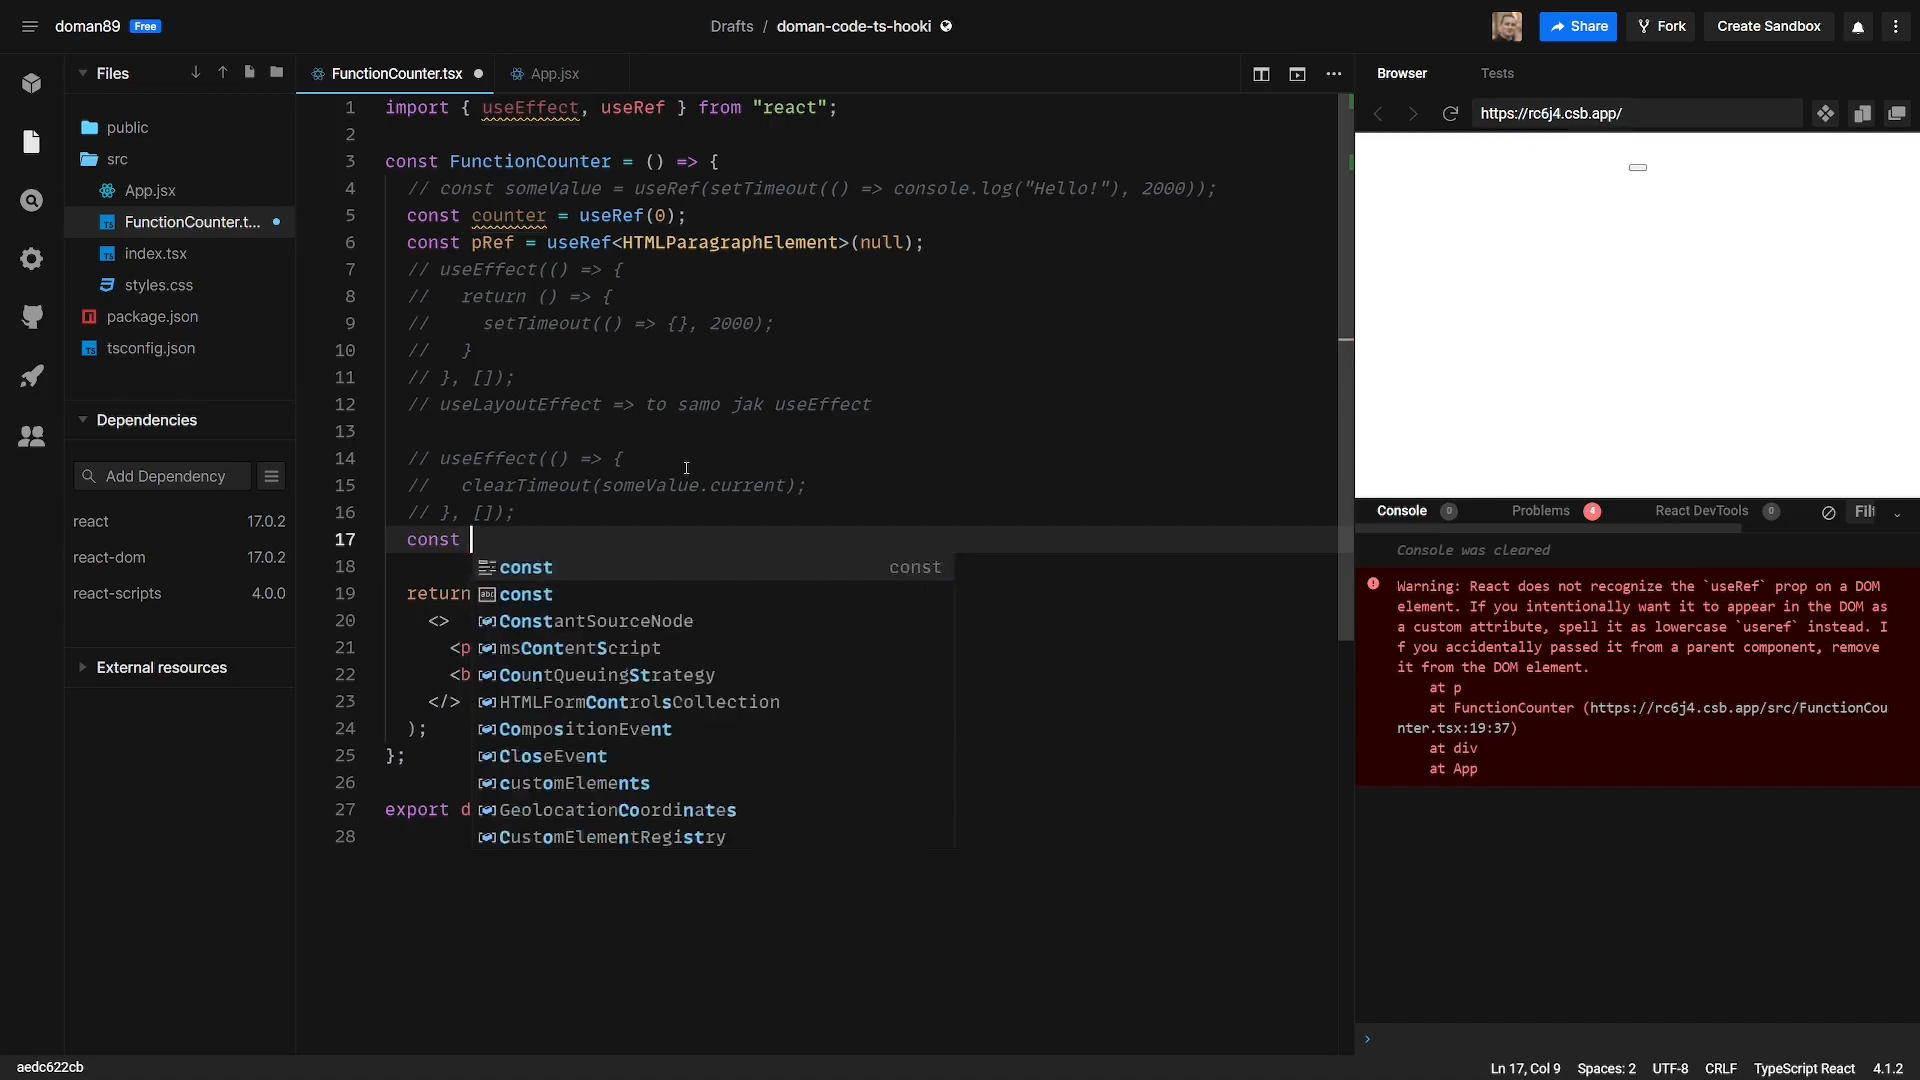 doman89 Free
Drafts / doman-code-ts-hooki
Share
Fork
Create Sandbox
Files
public
src
App.jsx
FunctionCounter.t...
index.tsx
styles.css
package.json
tsconfig.json
Dependencies
Add Dependency
react 17.0.2
react-dom 17.0.2
react-scripts 4.0.0
External resources
FunctionCounter.tsx
App.jsx
1 import { useEffect, useRef } from "react";
2
3 const FunctionCounter = () => {
4 // const someValue = useRef(setTimeout(() => console.log("Hello!"), 2000));
5 const counter = useRef(0);
6 const pRef = useRef<HTMLParagraphElement>(null);
7 // useEffect(() => {
8 //   return () => {
9 //     setTimeout(() => {}, 2000);
10 //   }
11 // }, []);
12 // useLayoutEffect => to samo jak useEffect
13
14 // useEffect(() => {
15 //   clearTimeout(someValue.current);
16 // }, []);
17 const
18
19 return
20 <>
21 <p
22 <b
23 </>
24 );
25 };
26
27 export d
28
const const
const
ConstantSourceNode
msContentScript
CountQueuingStrategy
HTMLFormControlsCollection
CompositionEvent
CloseEvent
customElements
GeolocationCoordinates
CustomElementRegistry
Browser
Tests
https://rc6j4.csb.app/
Console 0
Problems 4
React DevTools 0
Filt
Console was cleared
Warning: React does not recognize the `useRef` prop on a DOM
element. If you intentionally want it to appear in the DOM as
a custom attribute, spell it as lowercase `useref` instead. I
f you accidentally passed it from a parent component, remove
it from the DOM element.
at p
at FunctionCounter (https://rc6j4.csb.app/src/FunctionCou
nter.tsx:19:37)
at div
at App
aedc622cb
Ln 17, Col 9
Spaces: 2
UTF-8
CRLF
TypeScript React
4.1.2